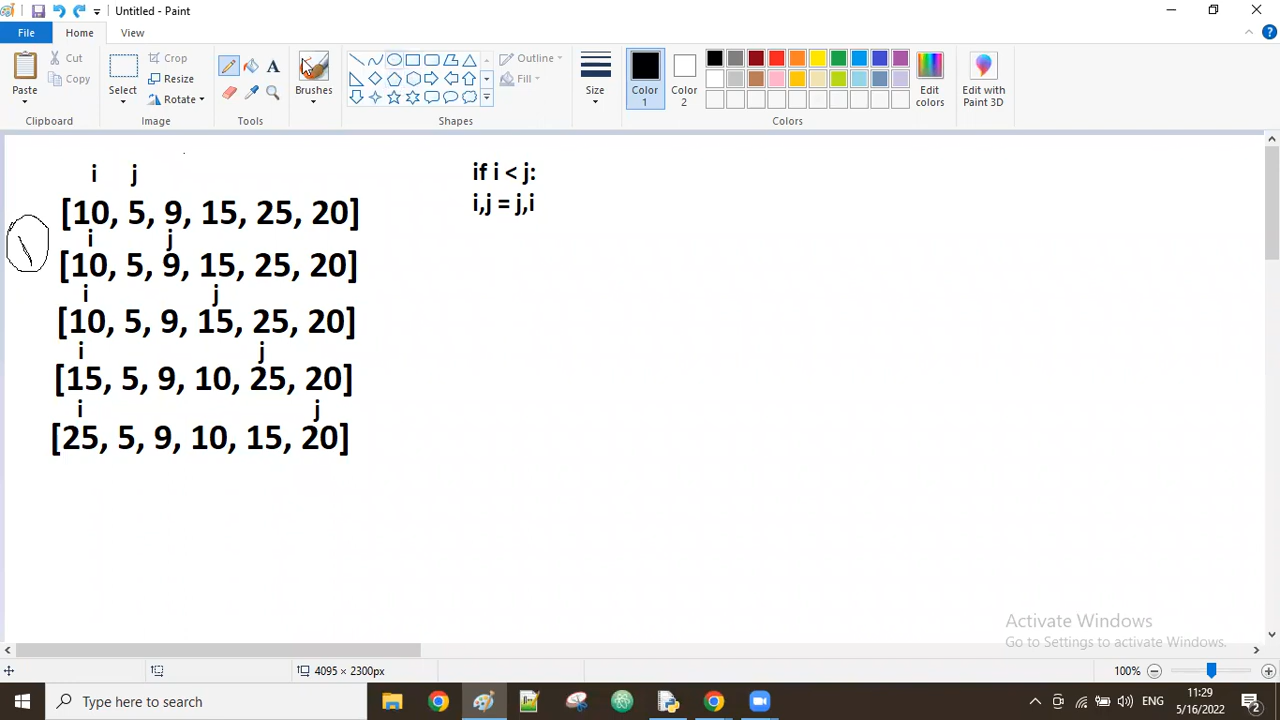 Untitled - Paint
File Home View
Paste
Cut
Copy
Clipboard
Select
Crop
Resize
Rotate
Image
A
Tools
Brushes
Outline
Fill
Shapes
Size
Color 1
Color 2
Edit colors
Colors
Edit with Paint 3D
i j
[10, 5, 9, 15, 25, 20]
i j
[10, 5, 9, 15, 25, 20]
i j
[10, 5, 9, 15, 25, 20]
i j
[15, 5, 9, 10, 25, 20]
i j
[25, 5, 9, 10, 15, 20]
if i < j:
i,j = j,i
Activate Windows
Go to Settings to activate Windows.
4095 × 2300px
100%
Type here to search
ENG
11:29
5/16/2022
2